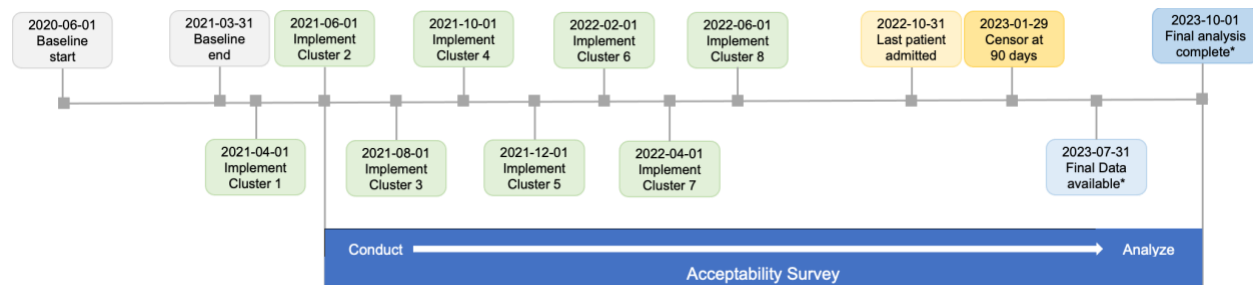 2020-06-01
Baseline
start
2021-03-31
Baseline
end
2021-06-01
Implement
Cluster 2
2021-10-01
Implement
Cluster 4
2022-02-01
Implement
Cluster 6
2022-06-01
Implement
Cluster 8
2022-10-31
Last patient
admitted
2023-01-29
Censor at
90 days
2023-10-01
Final analysis
complete*
2021-04-01
Implement
Cluster 1
2021-08-01
Implement
Cluster 3
2021-12-01
Implement
Cluster 5
2022-04-01
Implement
Cluster 7
2023-07-31
Final Data
available*
Conduct
Analyze
Acceptability Survey